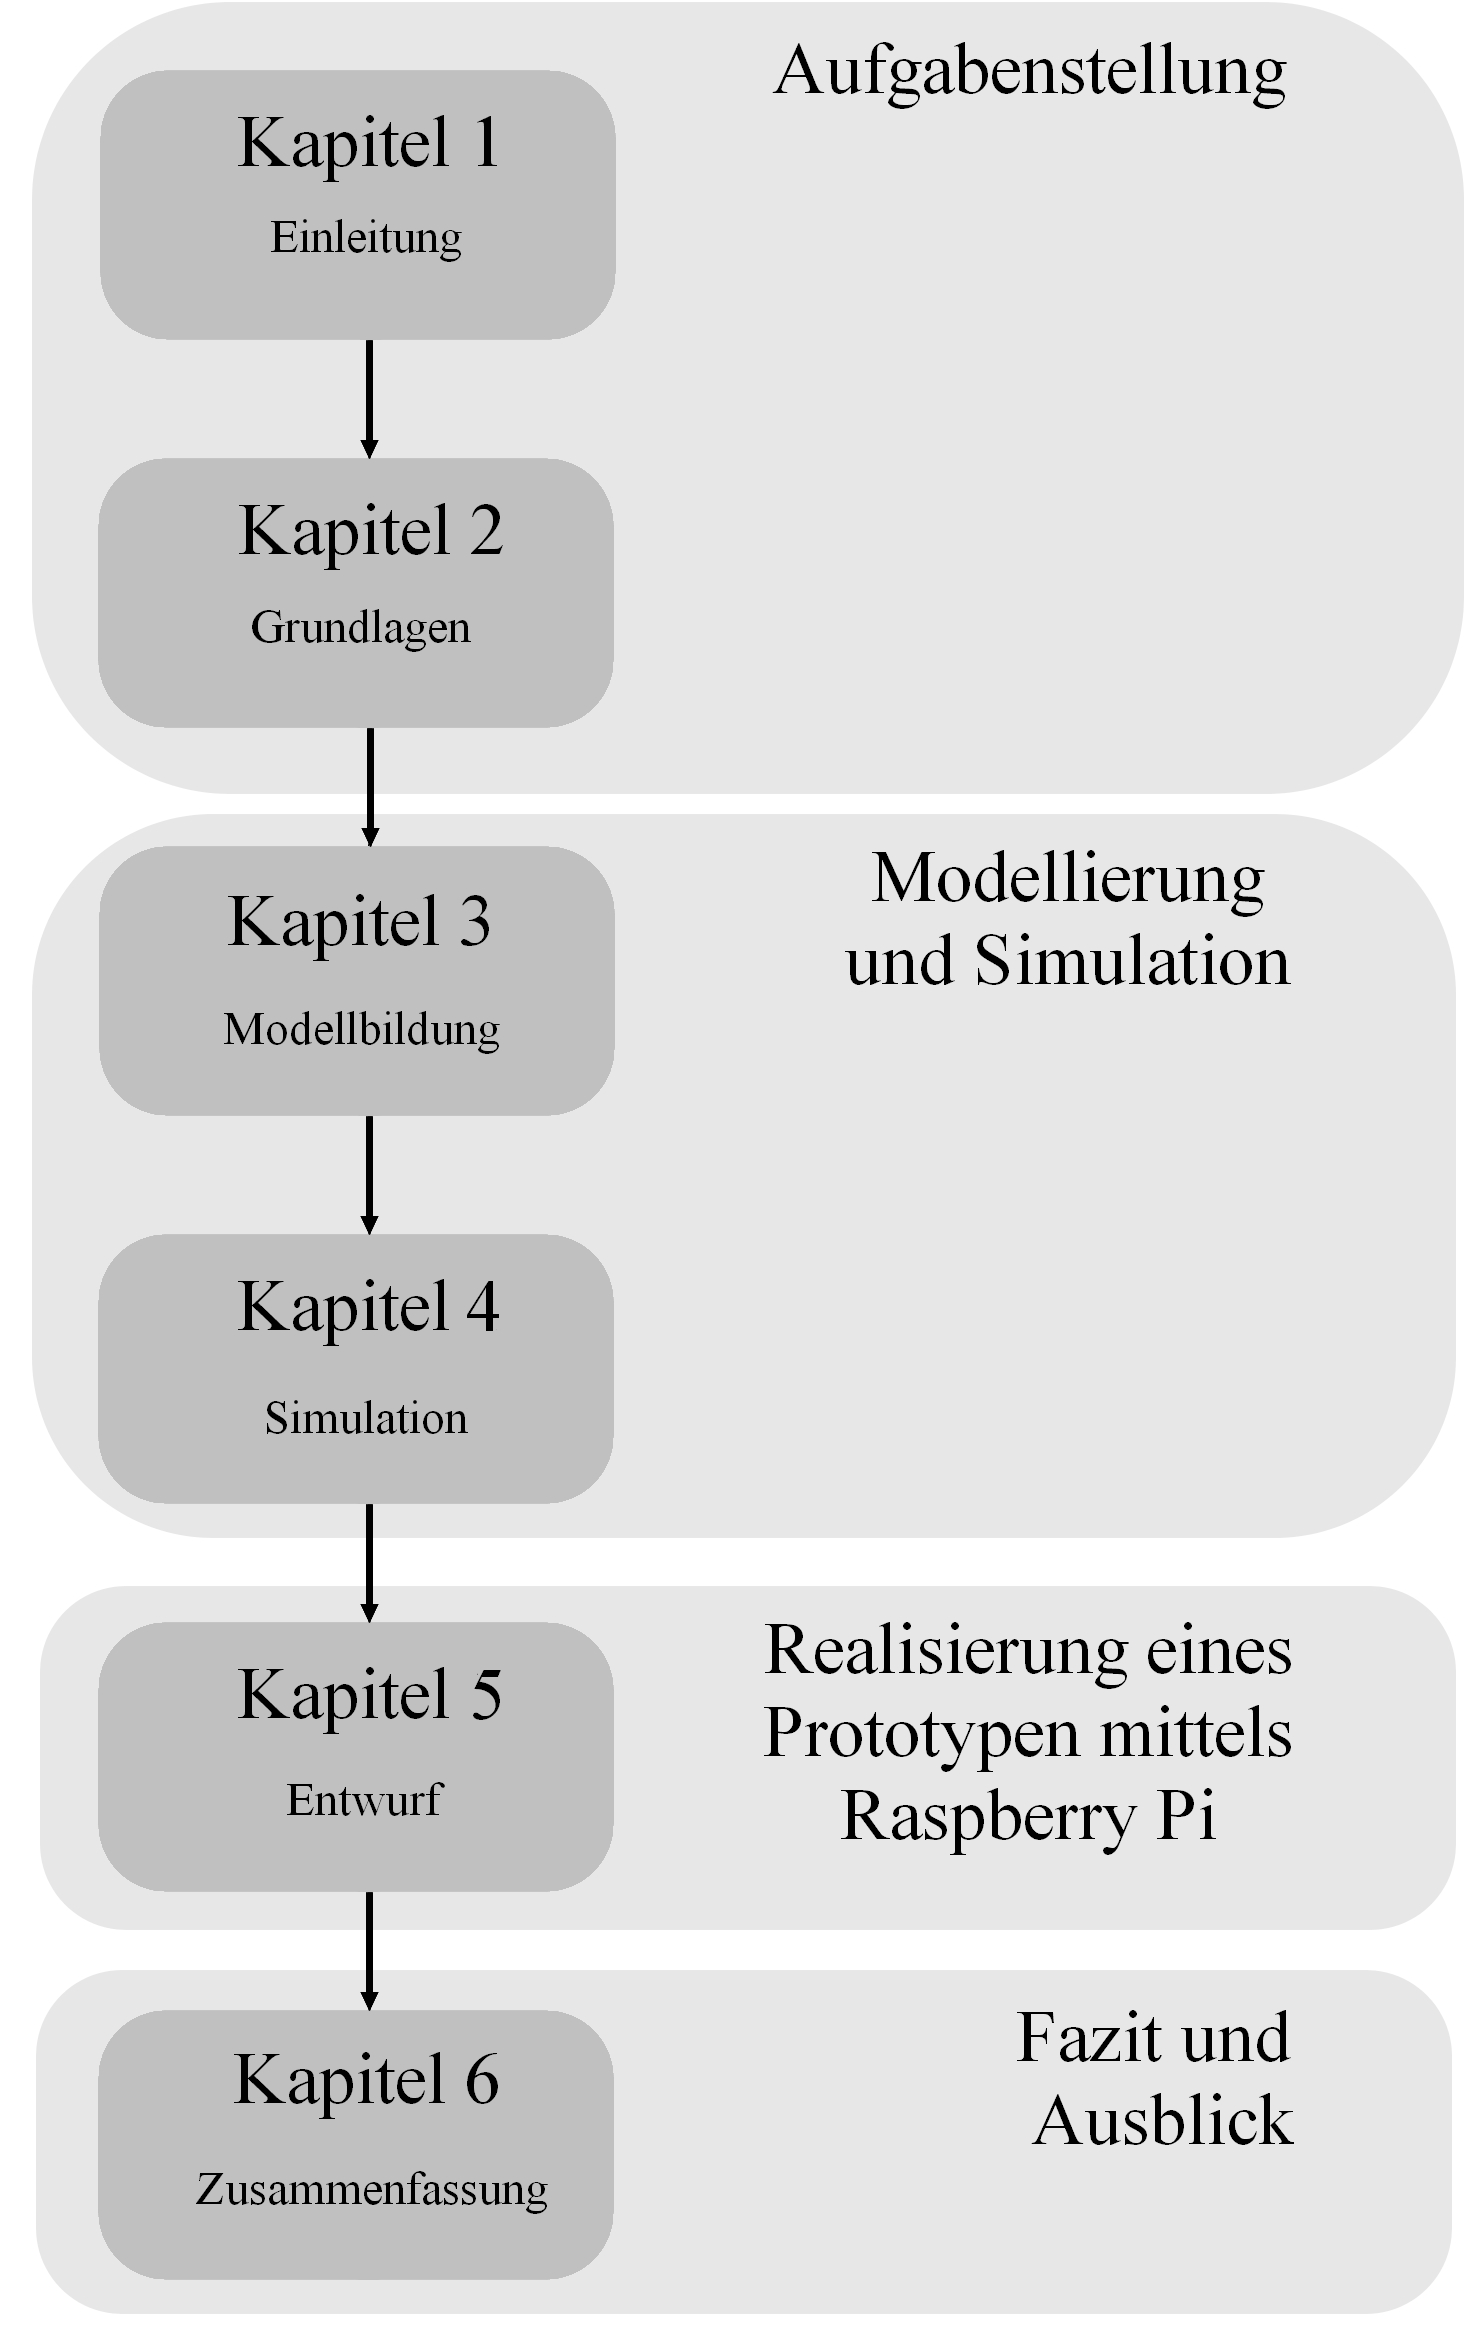 Aufgabenstellung
Kapitel 1
Einleitung
Kapitel 2
Grundlagen
Modellierung
und Simulation
Kapitel 3
Modellbildung
Kapitel 4
Simulation
Realisierung eines
Prototypen mittels
Raspberry Pi
Kapitel 5
Entwurf
Fazit und
Ausblick
Kapitel 6
Zusammenfassung